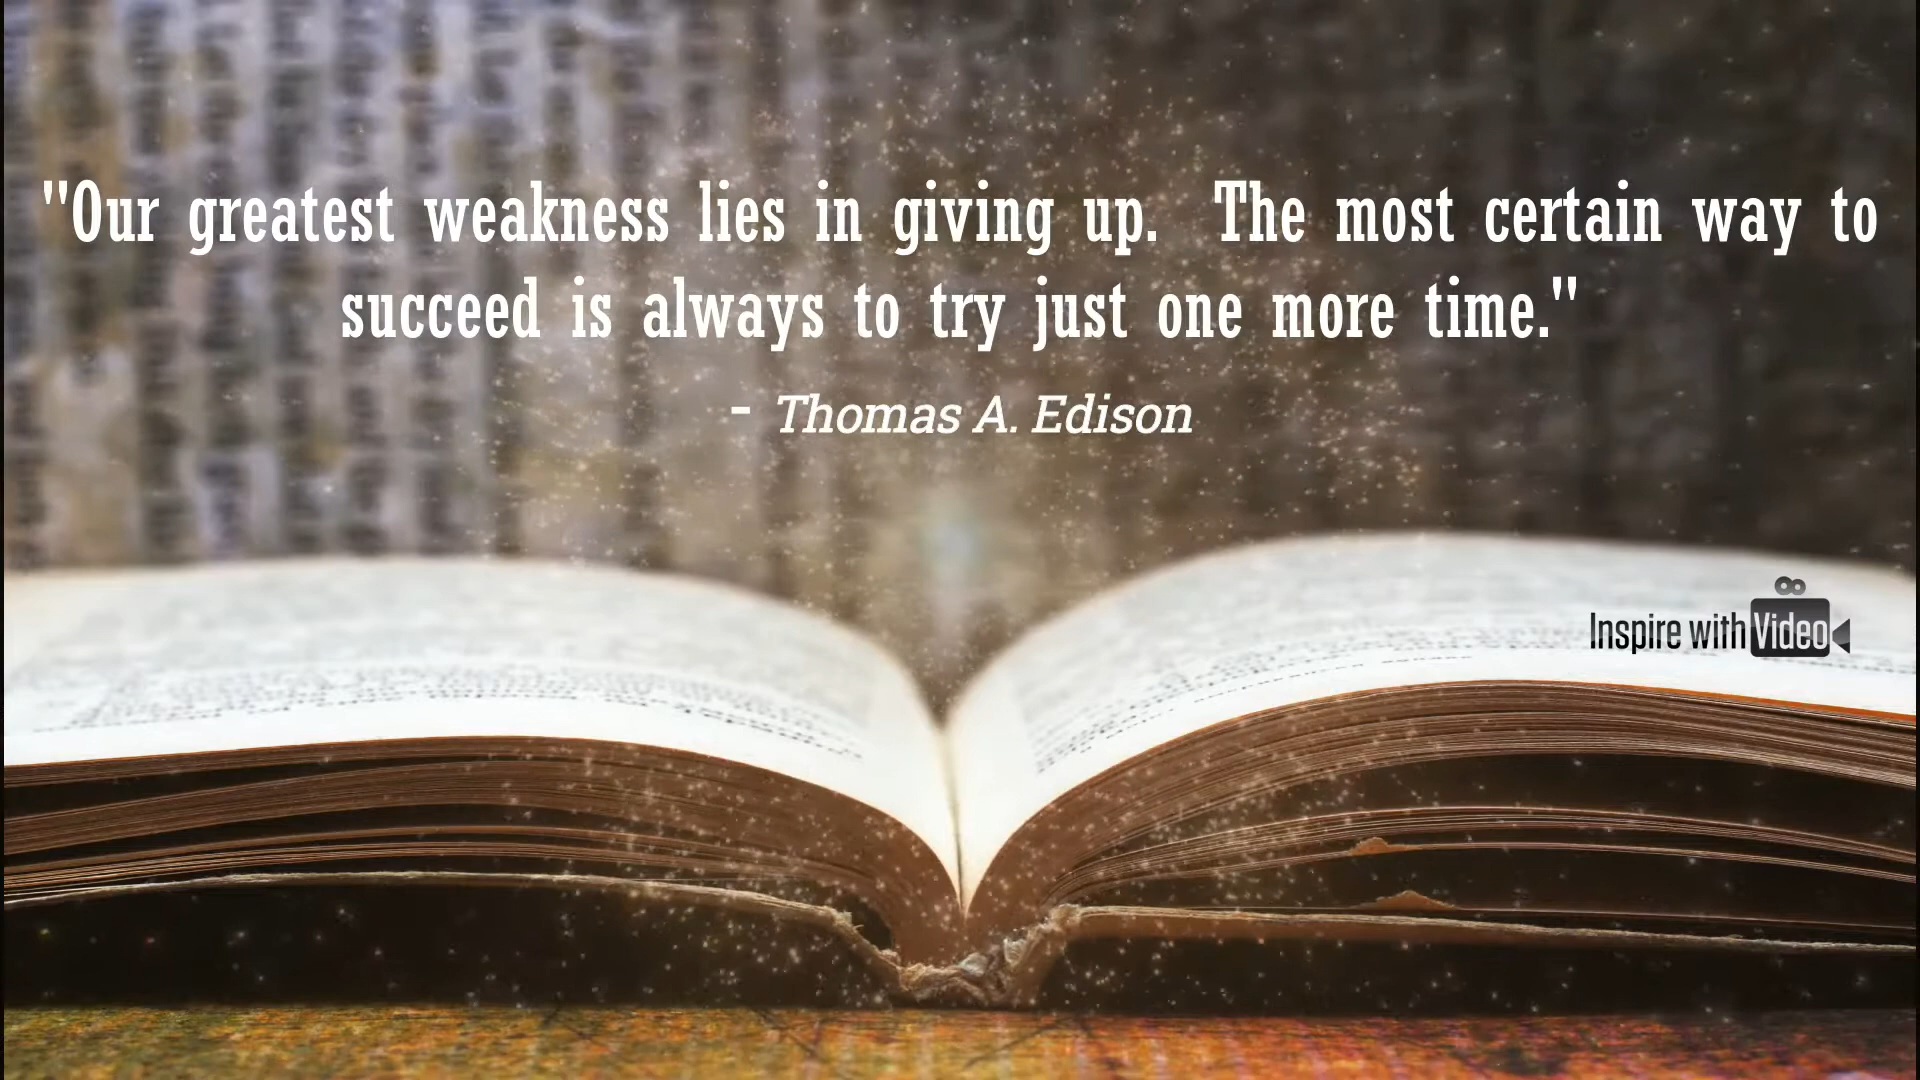 "Our greatest weakness lies in giving up.  The most certain way to
succeed is always to try just one more time."
- Thomas A. Edison
Inspire with Video